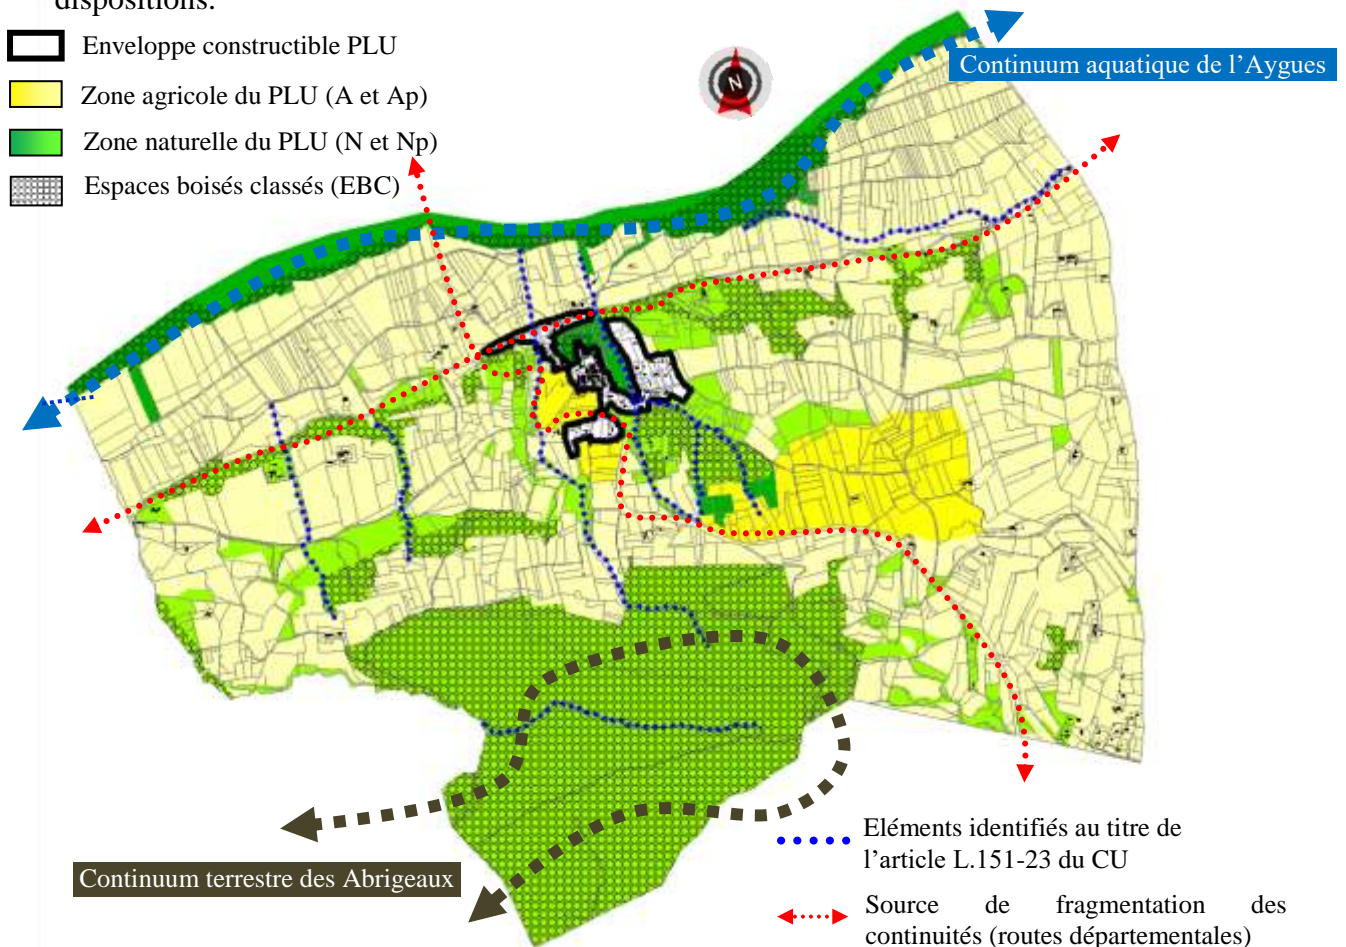 dispositions.
Enveloppe constructible PLU
Zone agricole du PLU (A et Ap)
Zone naturelle du PLU (N et Np)
Espaces boisés classés (EBC)
N
Continuum aquatique de l’Aygues
Continuum terrestre des Abrigeaux
Eléments identifiés au titre de
l’article L.151-23 du CU
Source de fragmentation des
continuités (routes départementales)